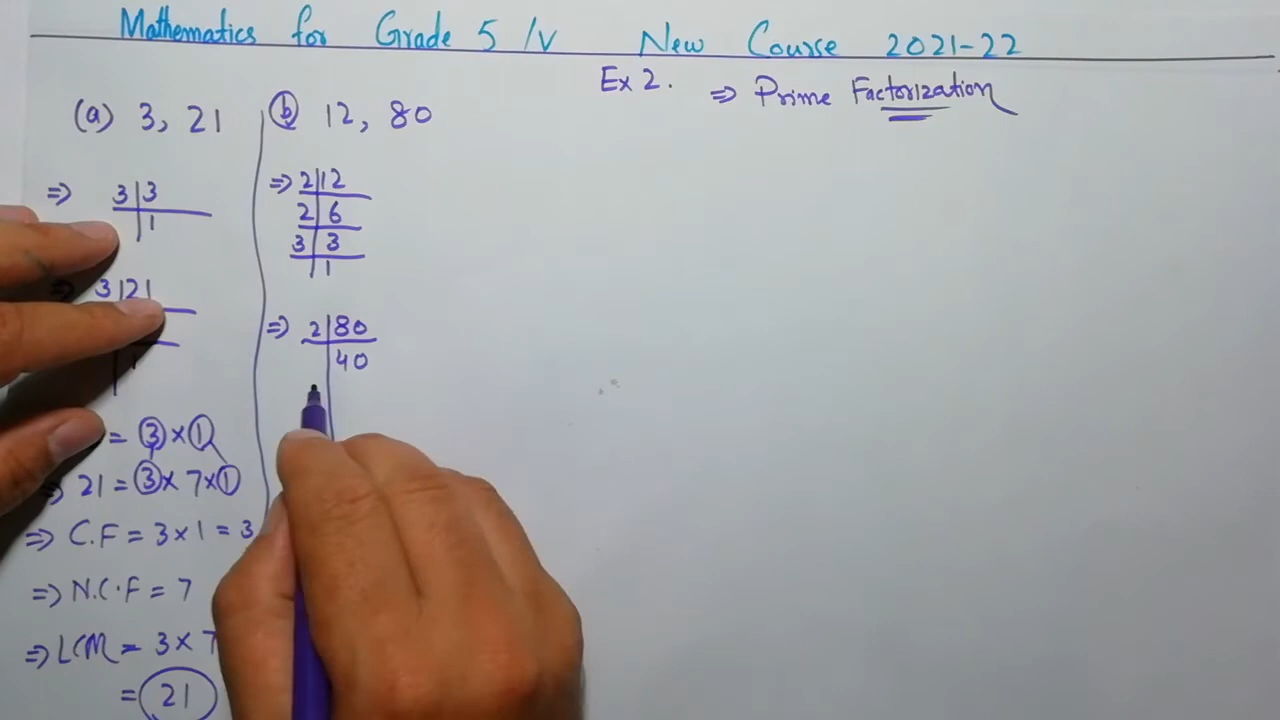 Mathematics for Grade 5 /V New Course 2021-22
Ex 2. ⇒ Prime Factorization
(a) 3, 21
⇒ 3|3
1
⇒ 3|21
1
= 3 × 1
⇒ 21 = 3 × 7 × 1
⇒ C.F = 3 × 1 = 3
⇒ N.C.F = 7
⇒ LCM = 3 × 7
= 21
(b) 12, 80
⇒ 2|12
2|6
3|3
1
⇒ 2|80
40